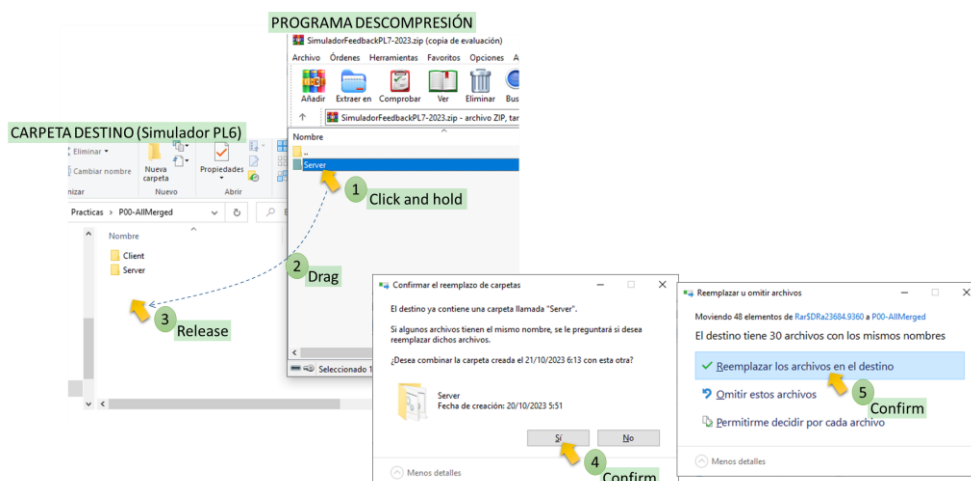 PROGRAMA DESCOMPRESIÓN
SimuladorFeedbackPL7-2023.zip (copia de evaluación)
Archivo Órdenes Herramientas Favoritos Opciones A
Añadir Extraer en Comprobar Ver Eliminar Bus
SimuladorFeedbackPL7-2023.zip - archivo ZIP, tar
Nombre
..
Server
1
Click and hold
CARPETA DESTINO (Simulador PL6)
Eliminar
Cambiar nombre
Nueva carpeta
Propiedades
nizar Nuevo Abrir
Practicas > P00-AllMerged
Nombre
Client
Server
2
Drag
3
Release
Seleccionado 1
Confirmar el reemplazo de carpetas
El destino ya contiene una carpeta llamada "Server".
Si algunos archivos tienen el mismo nombre, se le preguntará si desea
reemplazar dichos archivos.
¿Desea combinar la carpeta creada el 21/10/2023 6:13 con esta otra?
Server
Fecha de creación: 20/10/2023 5:51
Sí No
4
Confirm
Menos detalles
Reemplazar u omitir archivos
Moviendo 48 elementos de Rar$DRa23684.9360 a P00-AllMerged
El destino tiene 30 archivos con los mismos nombres
Reemplazar los archivos en el destino
Omitir estos archivos
5
Confirm
Permitirme decidir por cada archivo
Menos detalles